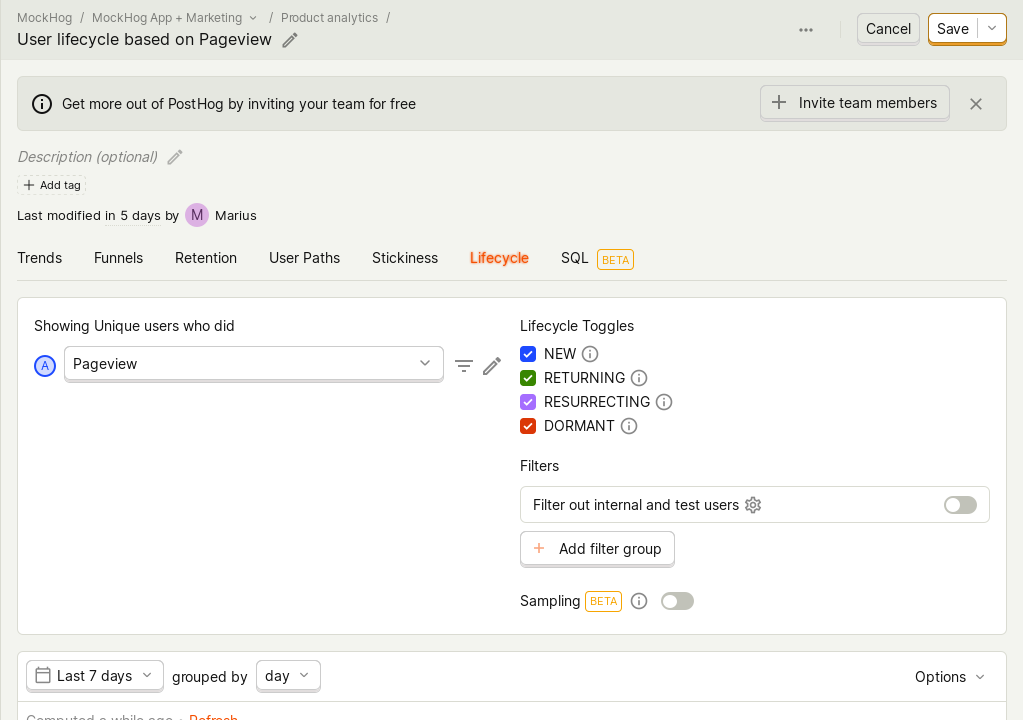 MockHog / MockHog App + Marketing / Product analytics /
User lifecycle based on Pageview
Cancel
Save
Get more out of PostHog by inviting your team for free
Invite team members
Description (optional)
Add tag
Last modified in 5 days by M Marius
Trends Funnels Retention User Paths Stickiness Lifecycle SQL BETA
Showing Unique users who did
A Pageview
Lifecycle Toggles
NEW
RETURNING
RESURRECTING
DORMANT
Filters
Filter out internal and test users
Add filter group
Sampling BETA
Last 7 days grouped by day
Options
Computed a while ago • Refresh